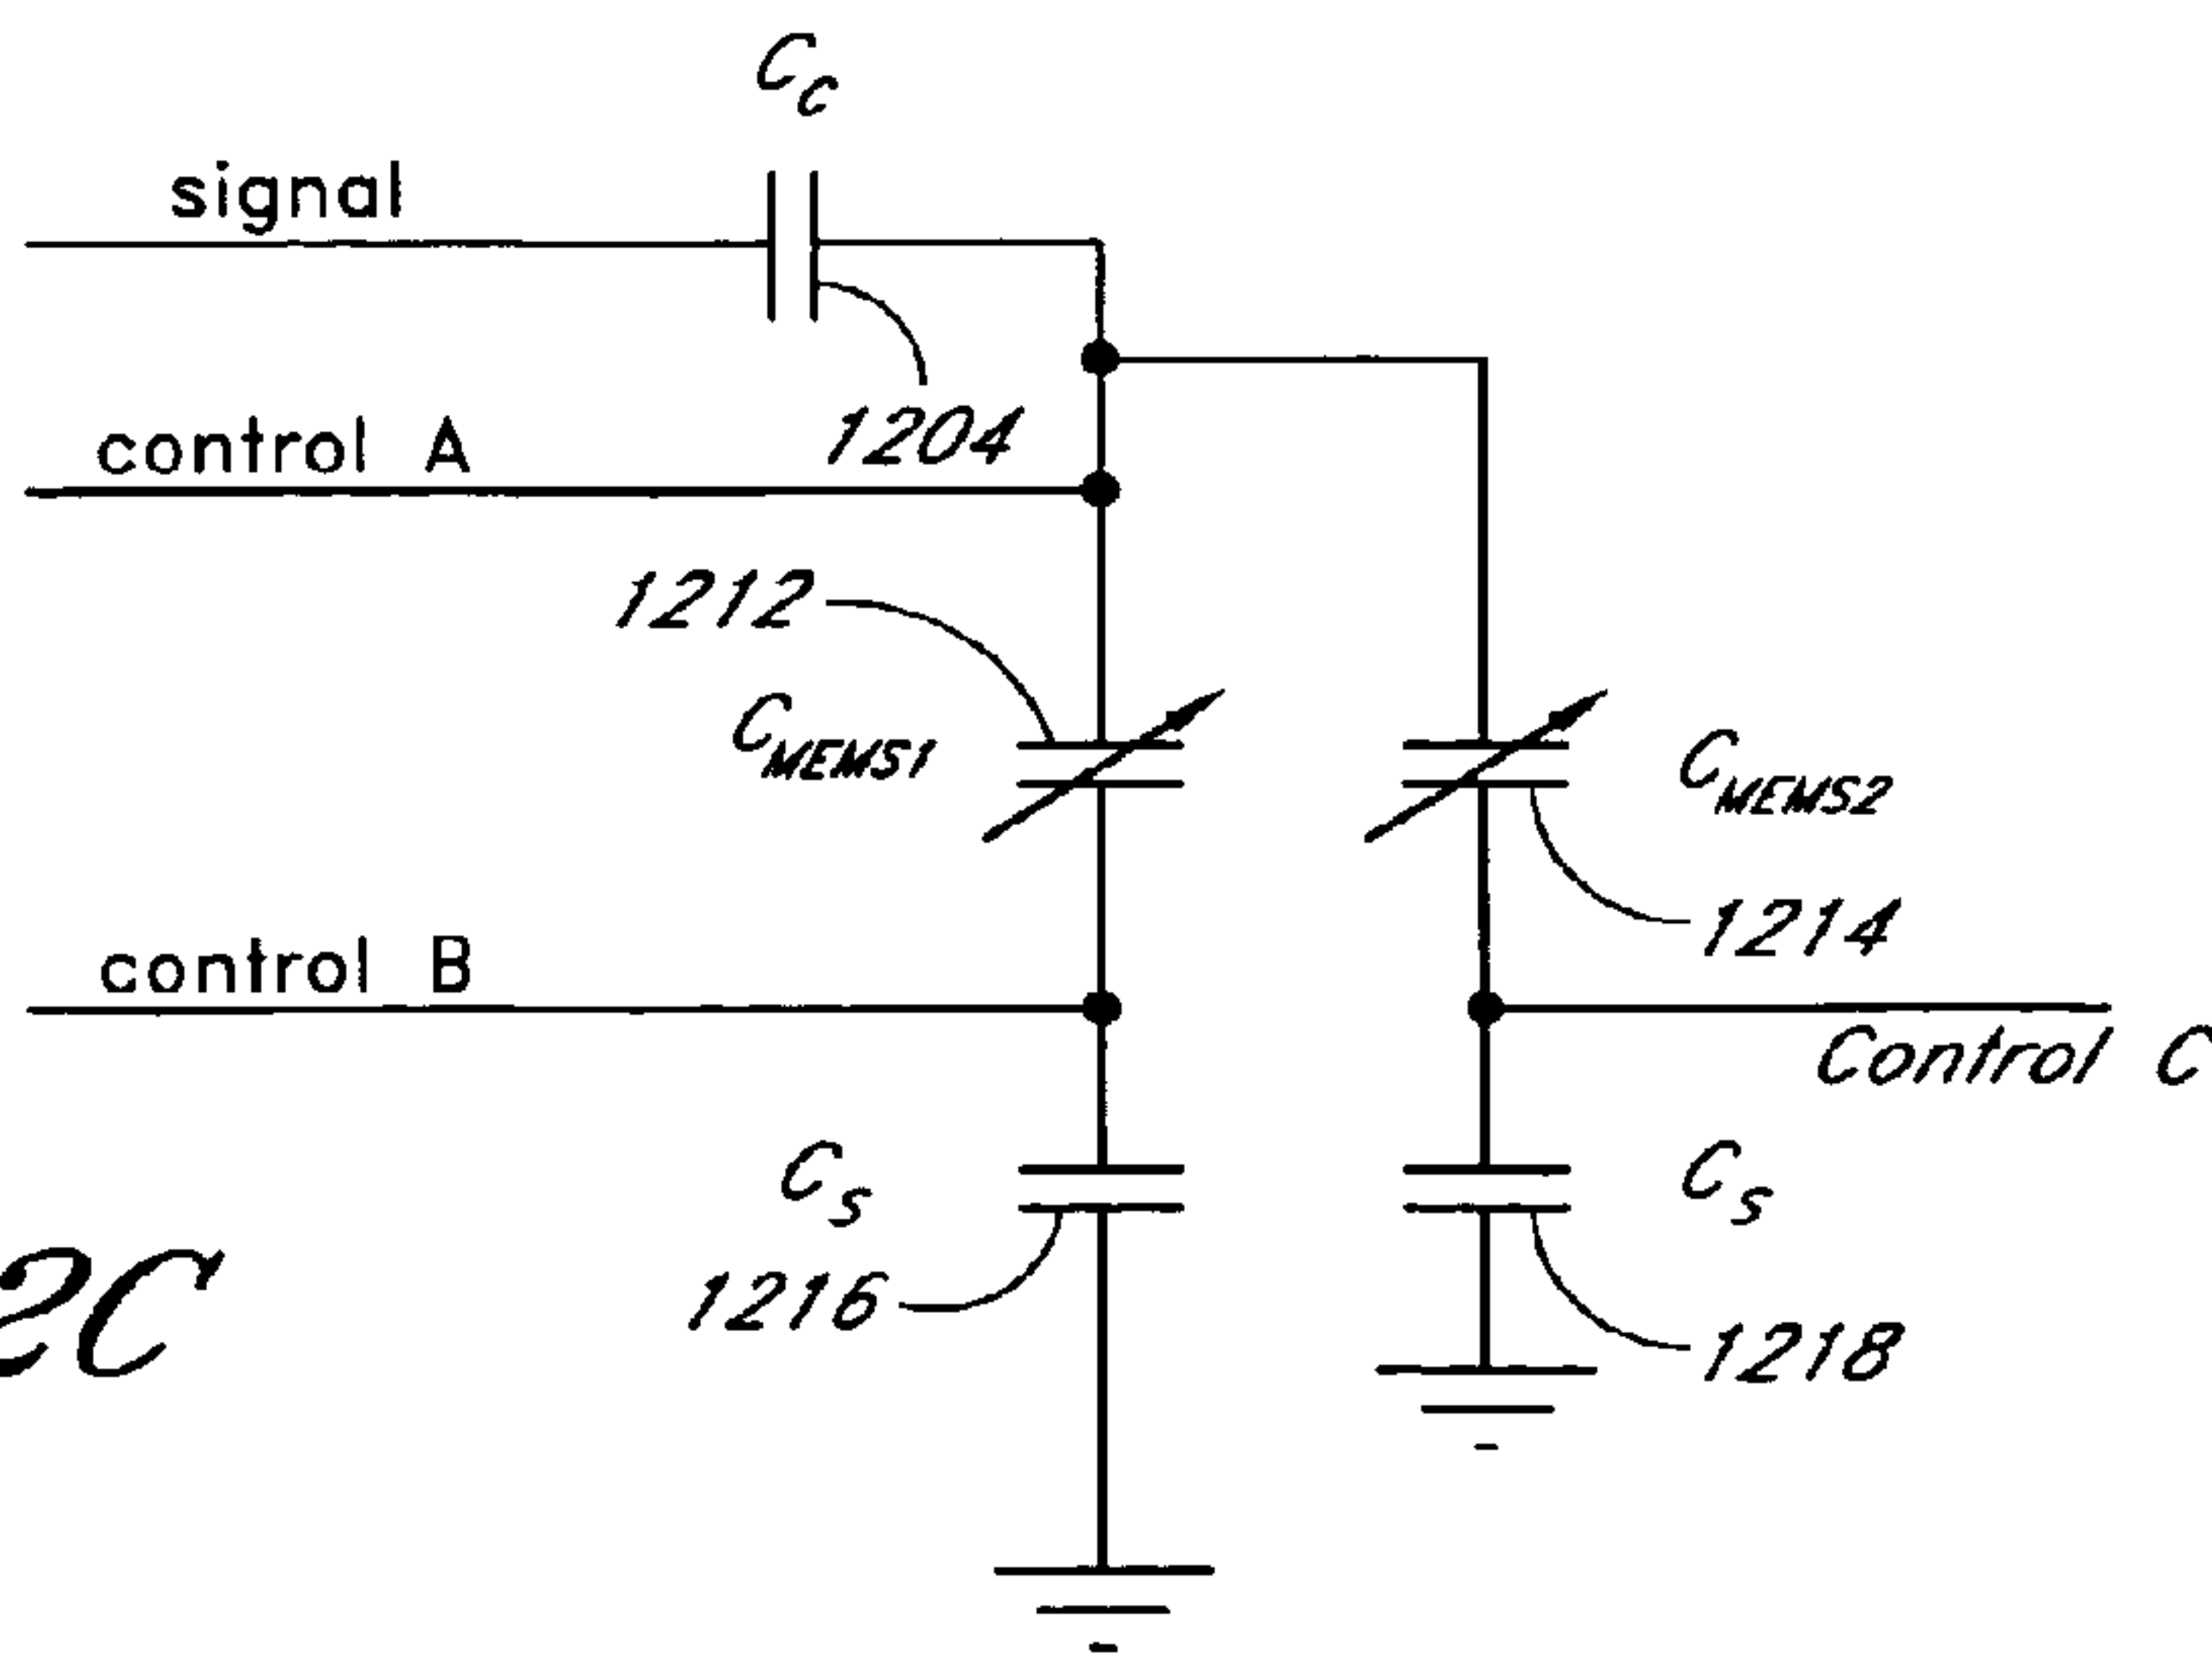 C_C
signal
1204
control A
1212
C_MEMS1
C_MEMS2
1214
control B
Control C
C_S
C_S
1216
1218
2C